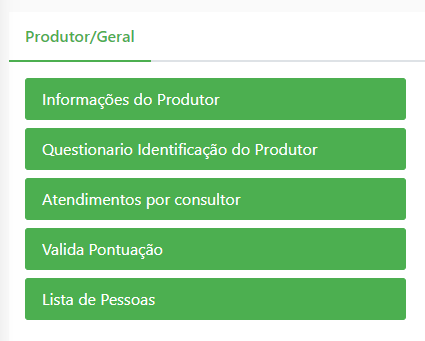 Produtor/Geral
Informações do Produtor
Questionario Identificação do Produtor
Atendimentos por consultor
Valida Pontuação
Lista de Pessoas